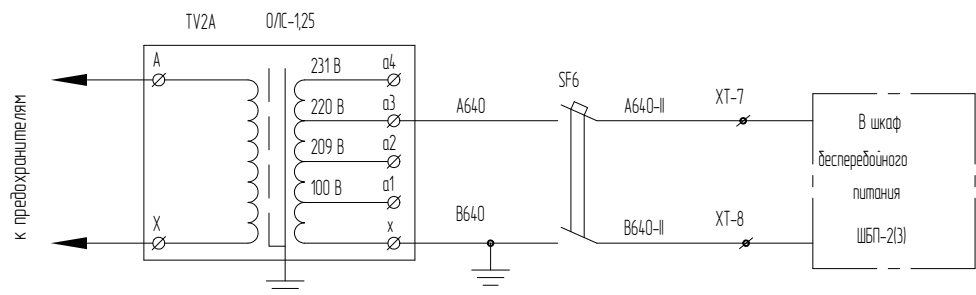 TV2A
ОЛС-1,25
A
231 В
a4
220 В
a3
209 В
a2
100 В
a1
X
x
к предохранителям
A640
SF6
A640-II
XT-7
B640
B640-II
XT-8
В шкаф
бесперебойного
питания
ШБП-2(3)